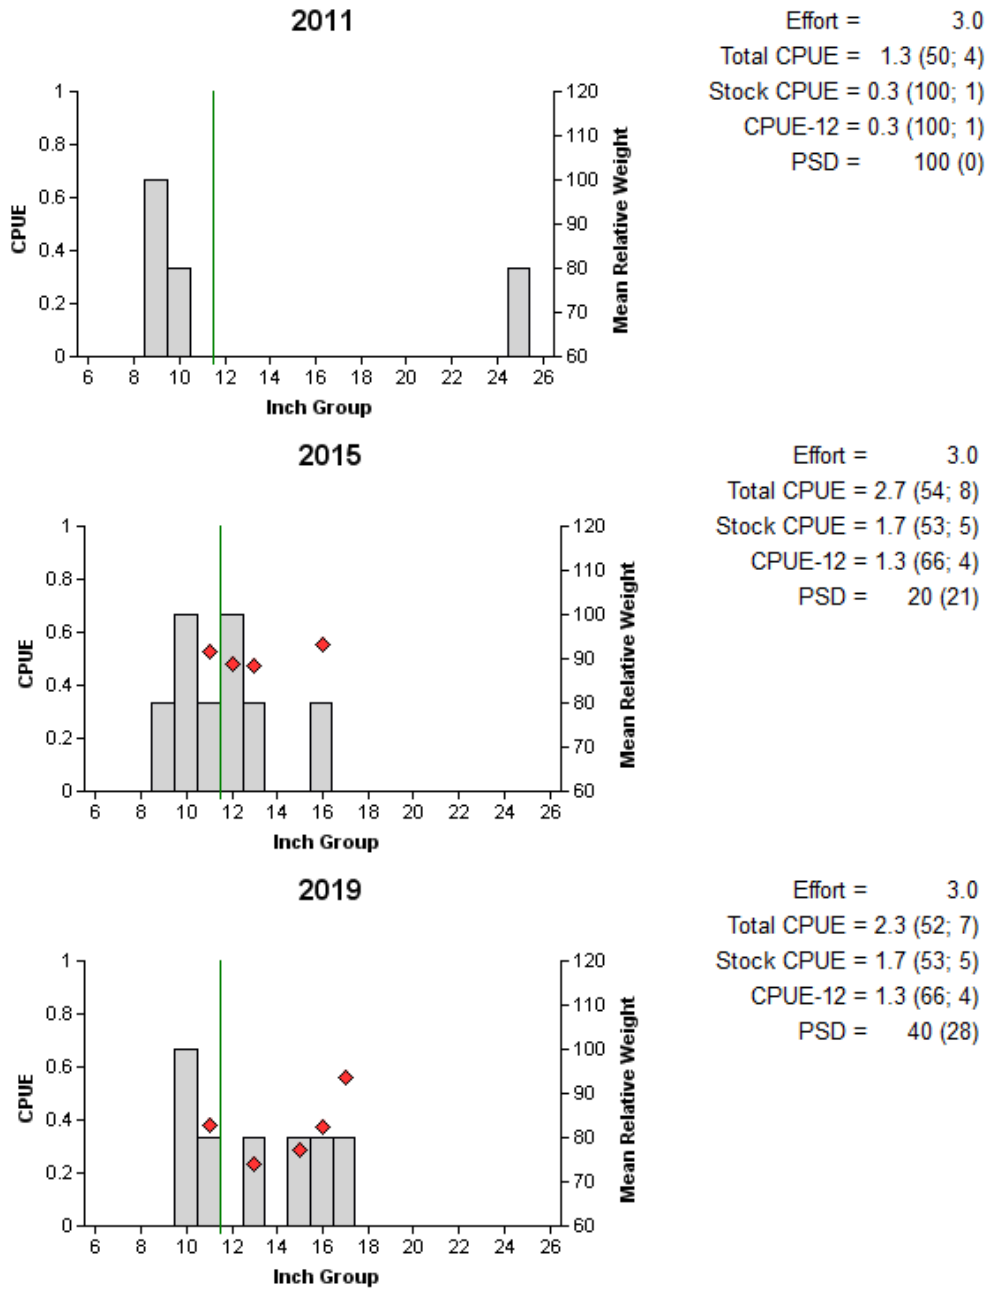 2011
Effort = 3.0
Total CPUE = 1.3 (50; 4)
Stock CPUE = 0.3 (100; 1)
CPUE-12 = 0.3 (100; 1)
PSD = 100 (0)
CPUE
1
0.8
0.6
0.4
0.2
0
120
110
100
90
80
70
60
Mean Relative Weight
6 8 10 12 14 16 18 20 22 24 26
Inch Group
2015
Effort = 3.0
Total CPUE = 2.7 (54; 8)
Stock CPUE = 1.7 (53; 5)
CPUE-12 = 1.3 (66; 4)
PSD = 20 (21)
CPUE
1
0.8
0.6
0.4
0.2
0
120
110
100
90
80
70
60
Mean Relative Weight
6 8 10 12 14 16 18 20 22 24 26
Inch Group
2019
Effort = 3.0
Total CPUE = 2.3 (52; 7)
Stock CPUE = 1.7 (53; 5)
CPUE-12 = 1.3 (66; 4)
PSD = 40 (28)
CPUE
1
0.8
0.6
0.4
0.2
0
120
110
100
90
80
70
60
Mean Relative Weight
6 8 10 12 14 16 18 20 22 24 26
Inch Group